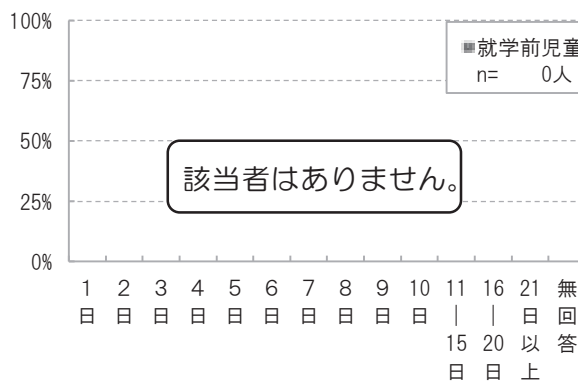 100%
75%
50%
25%
0%
就学前児童
n= 0人
該当者はありません。
1日
2日
3日
4日
5日
6日
7日
8日
9日
10日
11―15日
16―20日
21日以上
無回答